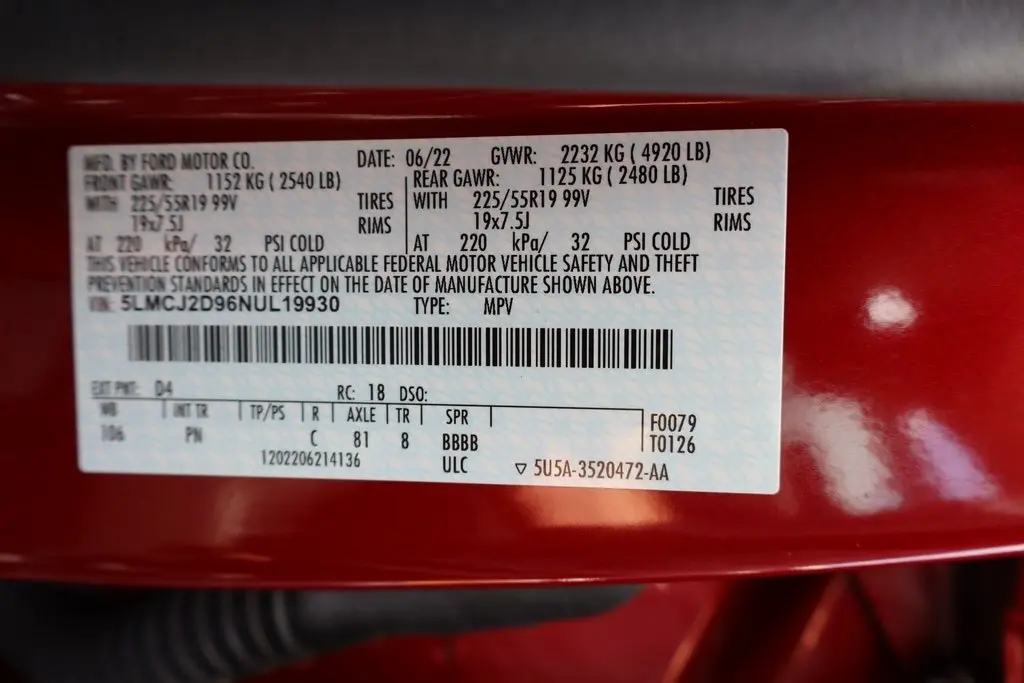 MFD. BY FORD MOTOR CO. DATE: 06/22 GVWR: 2232 KG ( 4920 LB)
FRONT GAWR: 1152 KG ( 2540 LB) REAR GAWR: 1125 KG ( 2480 LB)
WITH 225/55R19 99V TIRES WITH 225/55R19 99V TIRES
19x7.5J RIMS 19x7.5J RIMS
AT 220 kPa/ 32 PSI COLD AT 220 kPa/ 32 PSI COLD
THIS VEHICLE CONFORMS TO ALL APPLICABLE FEDERAL MOTOR VEHICLE SAFETY AND THEFT
PREVENTION STANDARDS IN EFFECT ON THE DATE OF MANUFACTURE SHOWN ABOVE.
VIN: 5LMCJ2D96NUL19930 TYPE: MPV
EXT PNT: D4 RC: 18 DSO:
WB INT TR TP/PS R AXLE TR SPR F0079
106 PN C 81 8 BBBB T0126
1202206214136 ULC ▽ 5U5A-3520472-AA